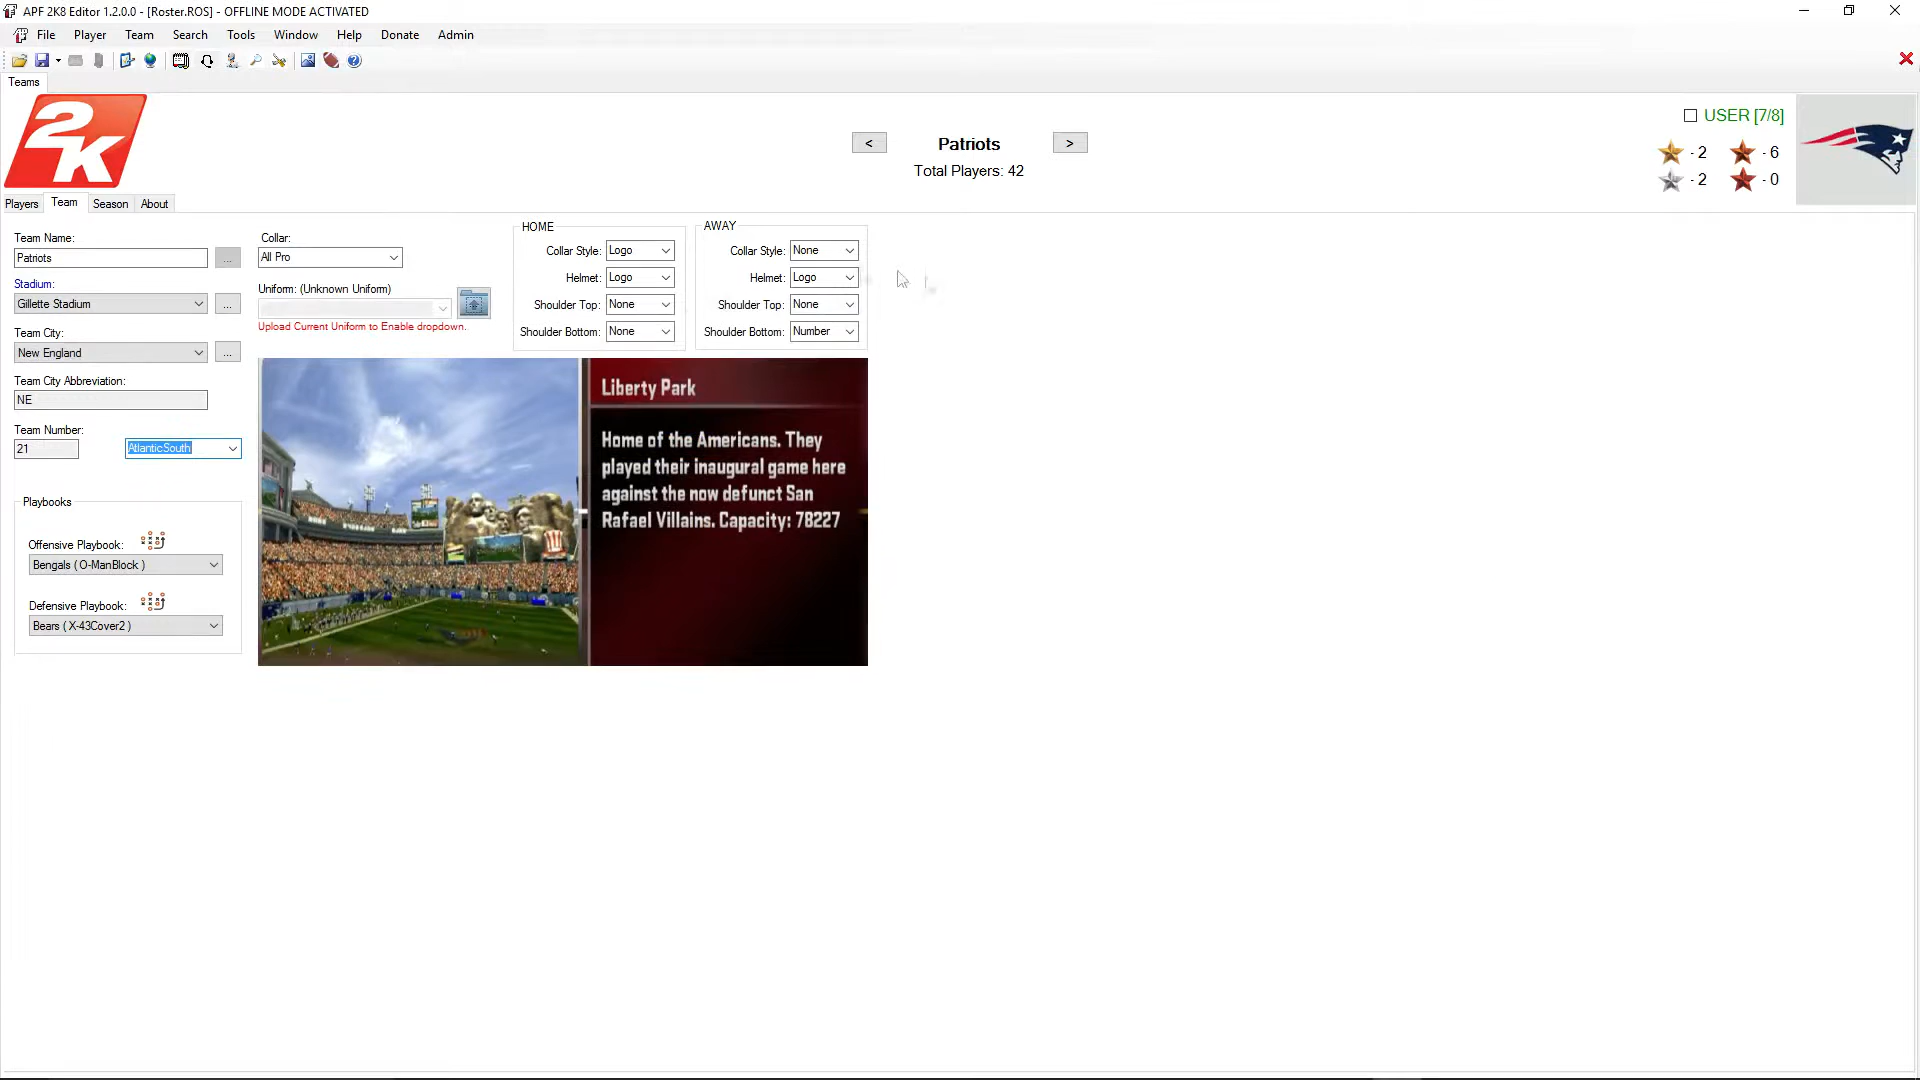 APF 2K8 Editor 1.2.0.0 - [Roster.ROS] - OFFLINE MODE ACTIVATED
File Player Team Search Tools Window Help Donate Admin
Teams
2K
< Patriots >
Total Players: 42
USER [7/8]
- 2 - 6
- 2 - 0
Players Team Season About
Team Name:
Patriots
...
Stadium:
Gillette Stadium
...
Team City:
New England
...
Team City Abbreviation:
NE
Team Number:
21
AtlanticSouth
Playbooks
Offensive Playbook:
Bengals ( O-ManBlock )
Defensive Playbook:
Bears ( X-43Cover2 )
Collar:
All Pro
Uniform: (Unknown Uniform)
Upload Current Uniform to Enable dropdown.
HOME
Collar Style: Logo
Helmet: Logo
Shoulder Top: None
Shoulder Bottom: None
AWAY
Collar Style: None
Helmet: Logo
Shoulder Top: None
Shoulder Bottom: Number
Liberty Park
Home of the Americans. They
played their inaugural game here
against the now defunct San
Rafael Villains. Capacity: 78227